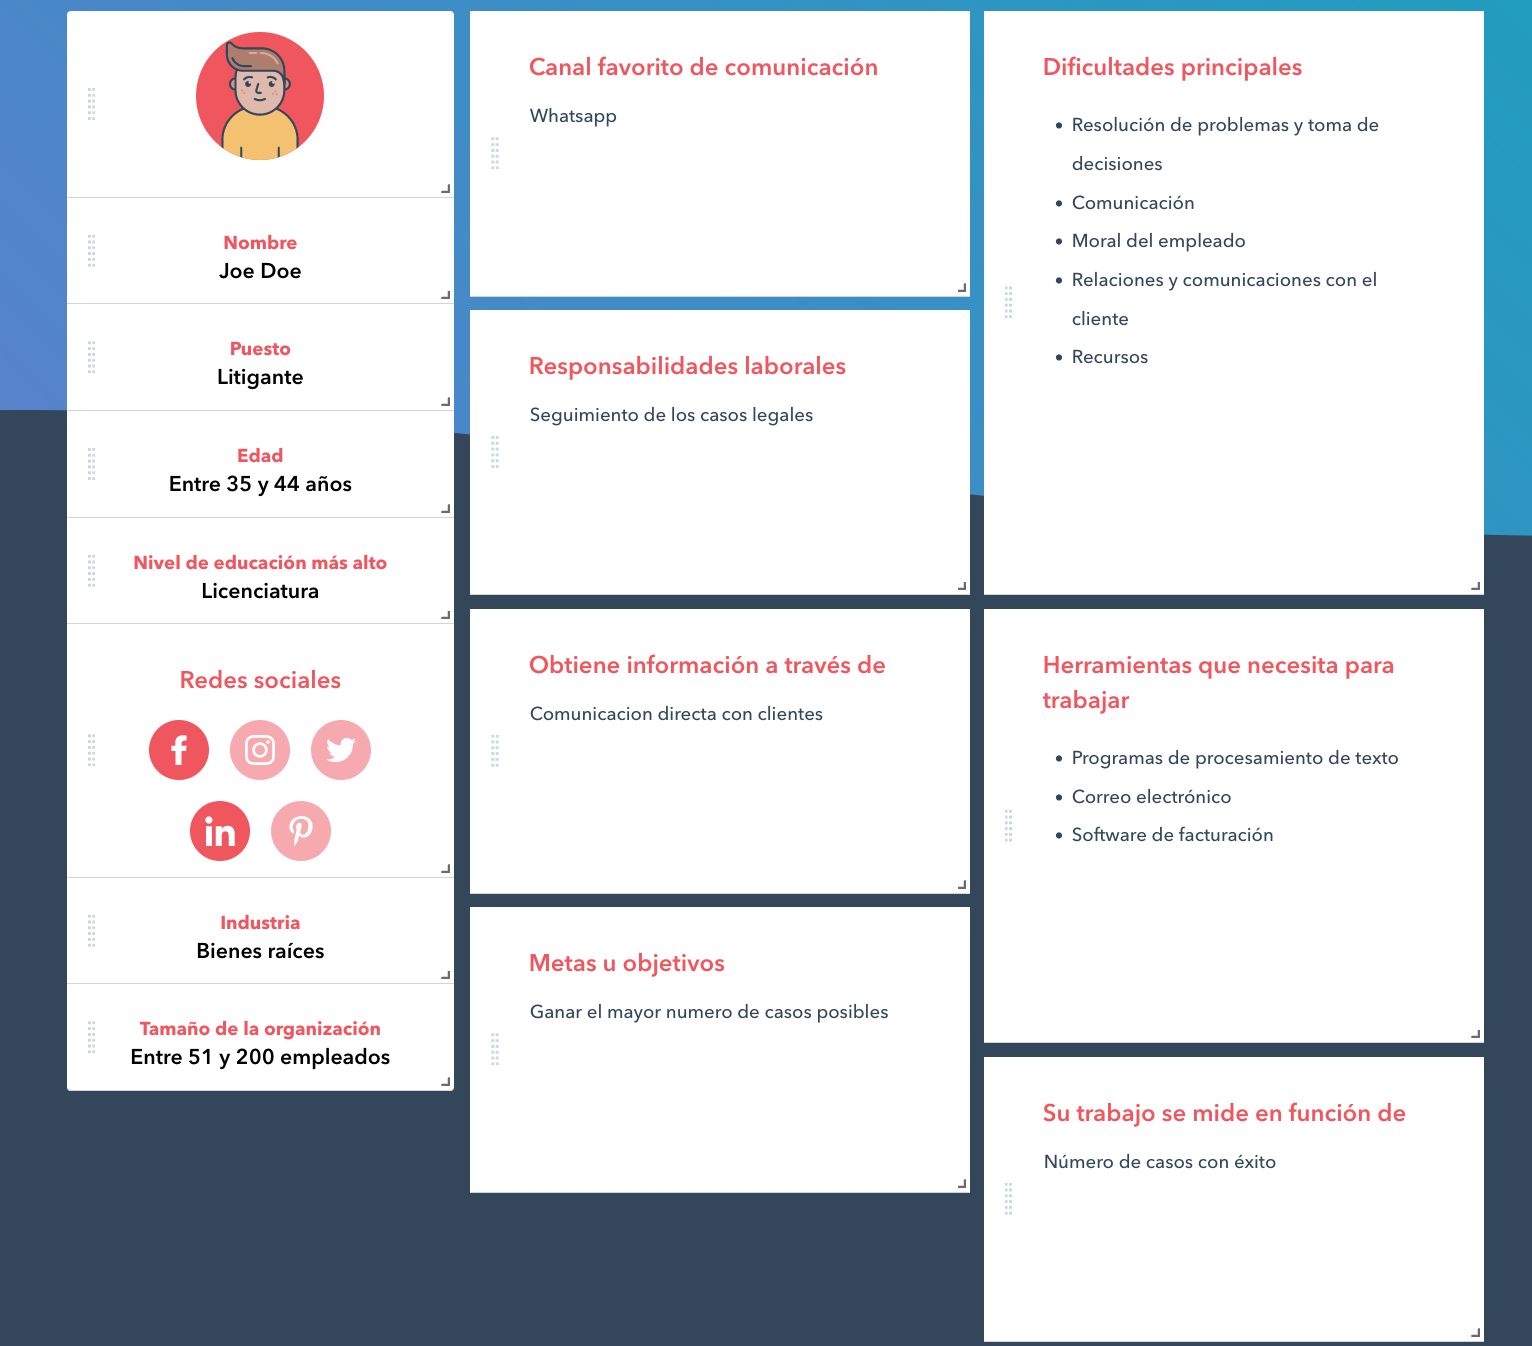 Nombre
Joe Doe
Puesto
Litigante
Edad
Entre 35 y 44 años
Nivel de educación más alto
Licenciatura
Redes sociales
Industria
Bienes raíces
Tamaño de la organización
Entre 51 y 200 empleados
Canal favorito de comunicación
Whatsapp
Responsabilidades laborales
Seguimiento de los casos legales
Obtiene información a través de
Comunicacion directa con clientes
Metas u objetivos
Ganar el mayor numero de casos posibles
Dificultades principales
• Resolución de problemas y toma de
decisiones
• Comunicación
• Moral del empleado
• Relaciones y comunicaciones con el
cliente
• Recursos
Herramientas que necesita para
trabajar
• Programas de procesamiento de texto
• Correo electrónico
• Software de facturación
Su trabajo se mide en función de
Número de casos con éxito